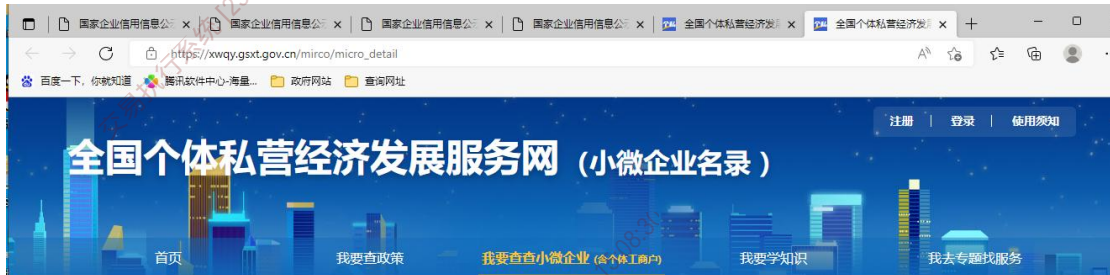 国家企业信用信息公示 国家企业信用信息公示 国家企业信用信息公示 国家企业信用信息公示 全国个体私营经济发展 全国个体私营经济发展
https://xwqy.gsxt.gov.cn/mirco/micro_detail
百度一下，你就知道 腾讯软件中心-海量... 政府网站 查询网址
注册 | 登录 | 使用须知
全国个体私营经济发展服务网（小微企业名录）
首页 我要查政策 我要查查小微企业 (含个体工商户) 我要学知识 我去专题找服务